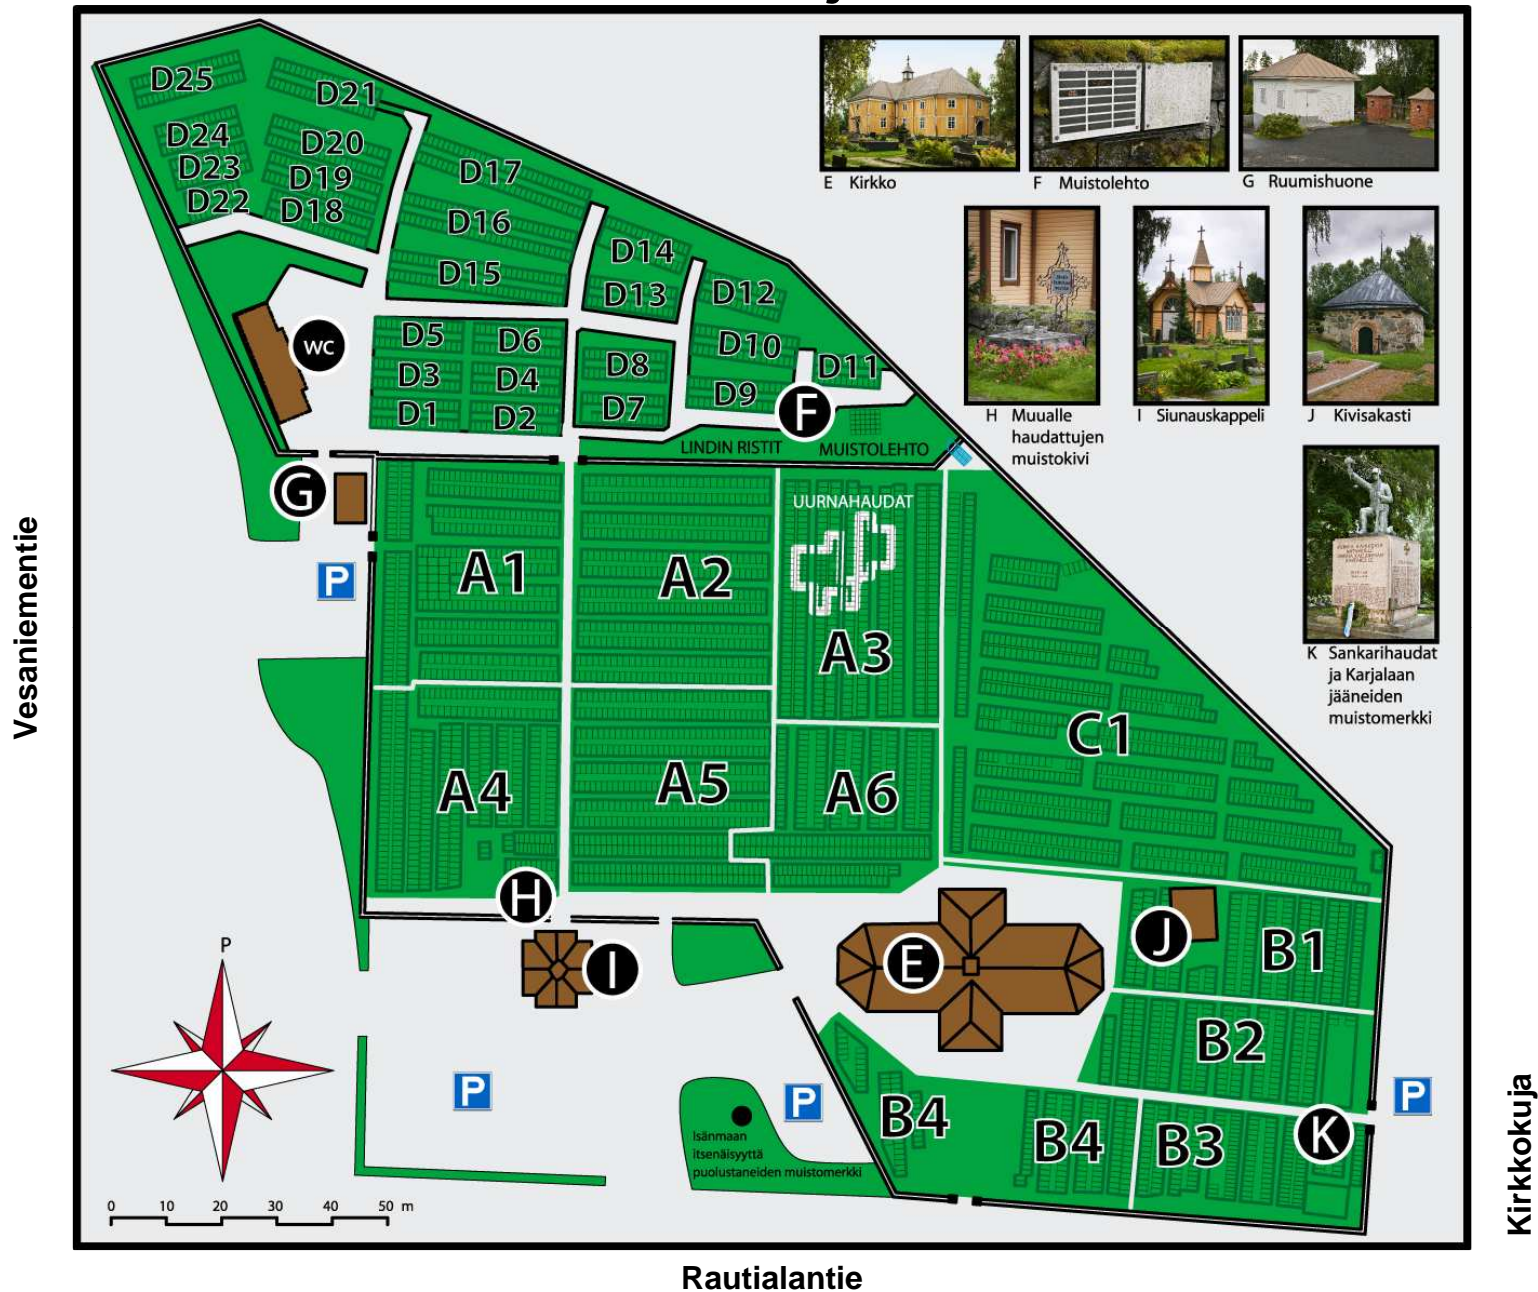 D25
D21
D24
D20
D23
D19
D22
D18
D17
D16
D15
D14
D13
D12
D10
D11
D9
D5
D6
D3
D4
D1
D2
D8
D7
WC
F
LINDIN RISTIT
MUISTOLEHTO
G
P
UURNAHAUDAT
A1
A2
A3
A4
A5
A6
C1
H
I
E
J
B1
B2
B3
B4
B4
K
P
P
P
Isänmaan
itsenäisyyttä
puolustaneiden muistomerkki
P
0 10 20 30 40 50 m
E Kirkko
F Muistolehto
G Ruumishuone
H Muualle
haudattujen
muistokivi
I Siunauskappeli
J Kivisakasti
K Sankarihaudat
ja Karjalaan
jääneiden
muistomerkki
Vesaniementie
Kirkkokuja
Rautialantie